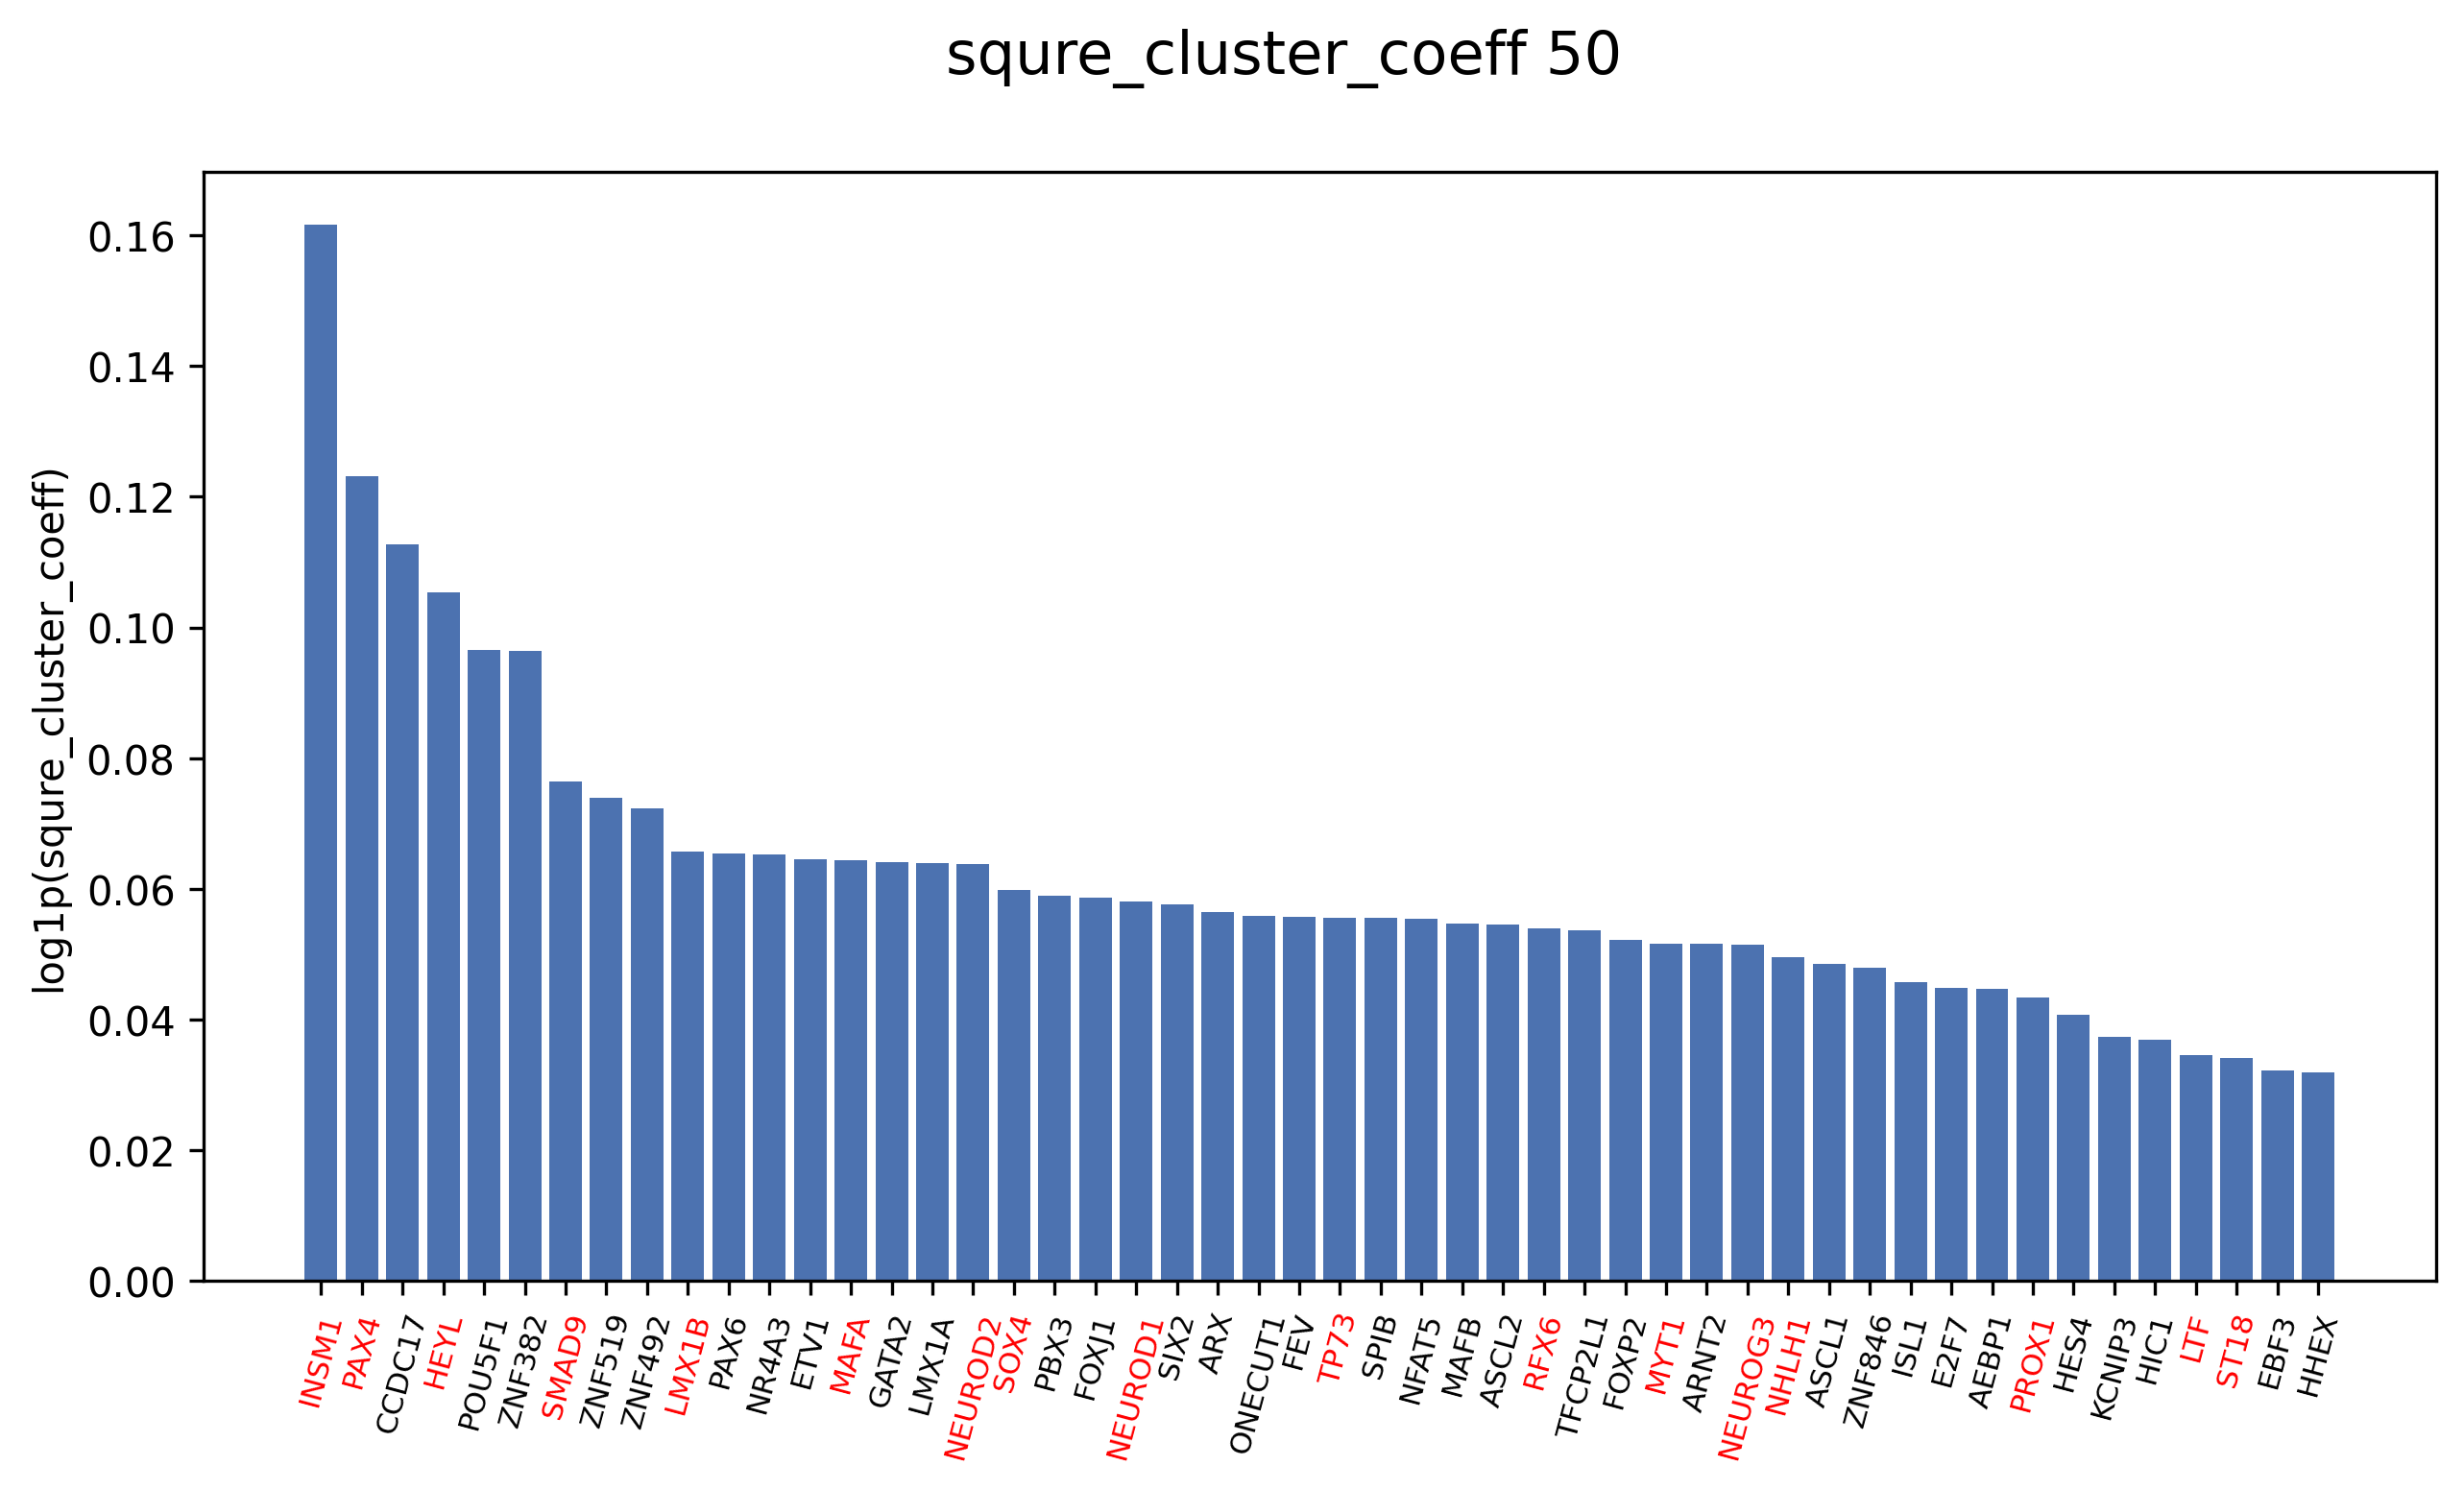 squre_cluster_coeff 50
log1p(squre_cluster_coeff)
0.16
0.14
0.12
0.10
0.08
0.06
0.04
0.02
0.00
INSM1
PAX4
CCDC17
HEYL
POU5F1
ZNF382
SMAD9
ZNF519
ZNF492
LMX1B
PAX6
NR4A3
ETV1
MAFA
GATA2
LMX1A
NEUROD2
SOX4
PBX3
FOXJ1
NEUROD1
SIX2
ARX
ONECUT1
FEV
TP73
SPIB
NFAT5
MAFB
ASCL2
RFX6
TFCP2L1
FOXP2
MYT1
ARNT2
NEUROG3
NHLH1
ASCL1
ZNF846
ISL1
E2F7
AEBP1
PROX1
HES4
KCNIP3
HIC1
LTF
ST18
EBF3
HHEX